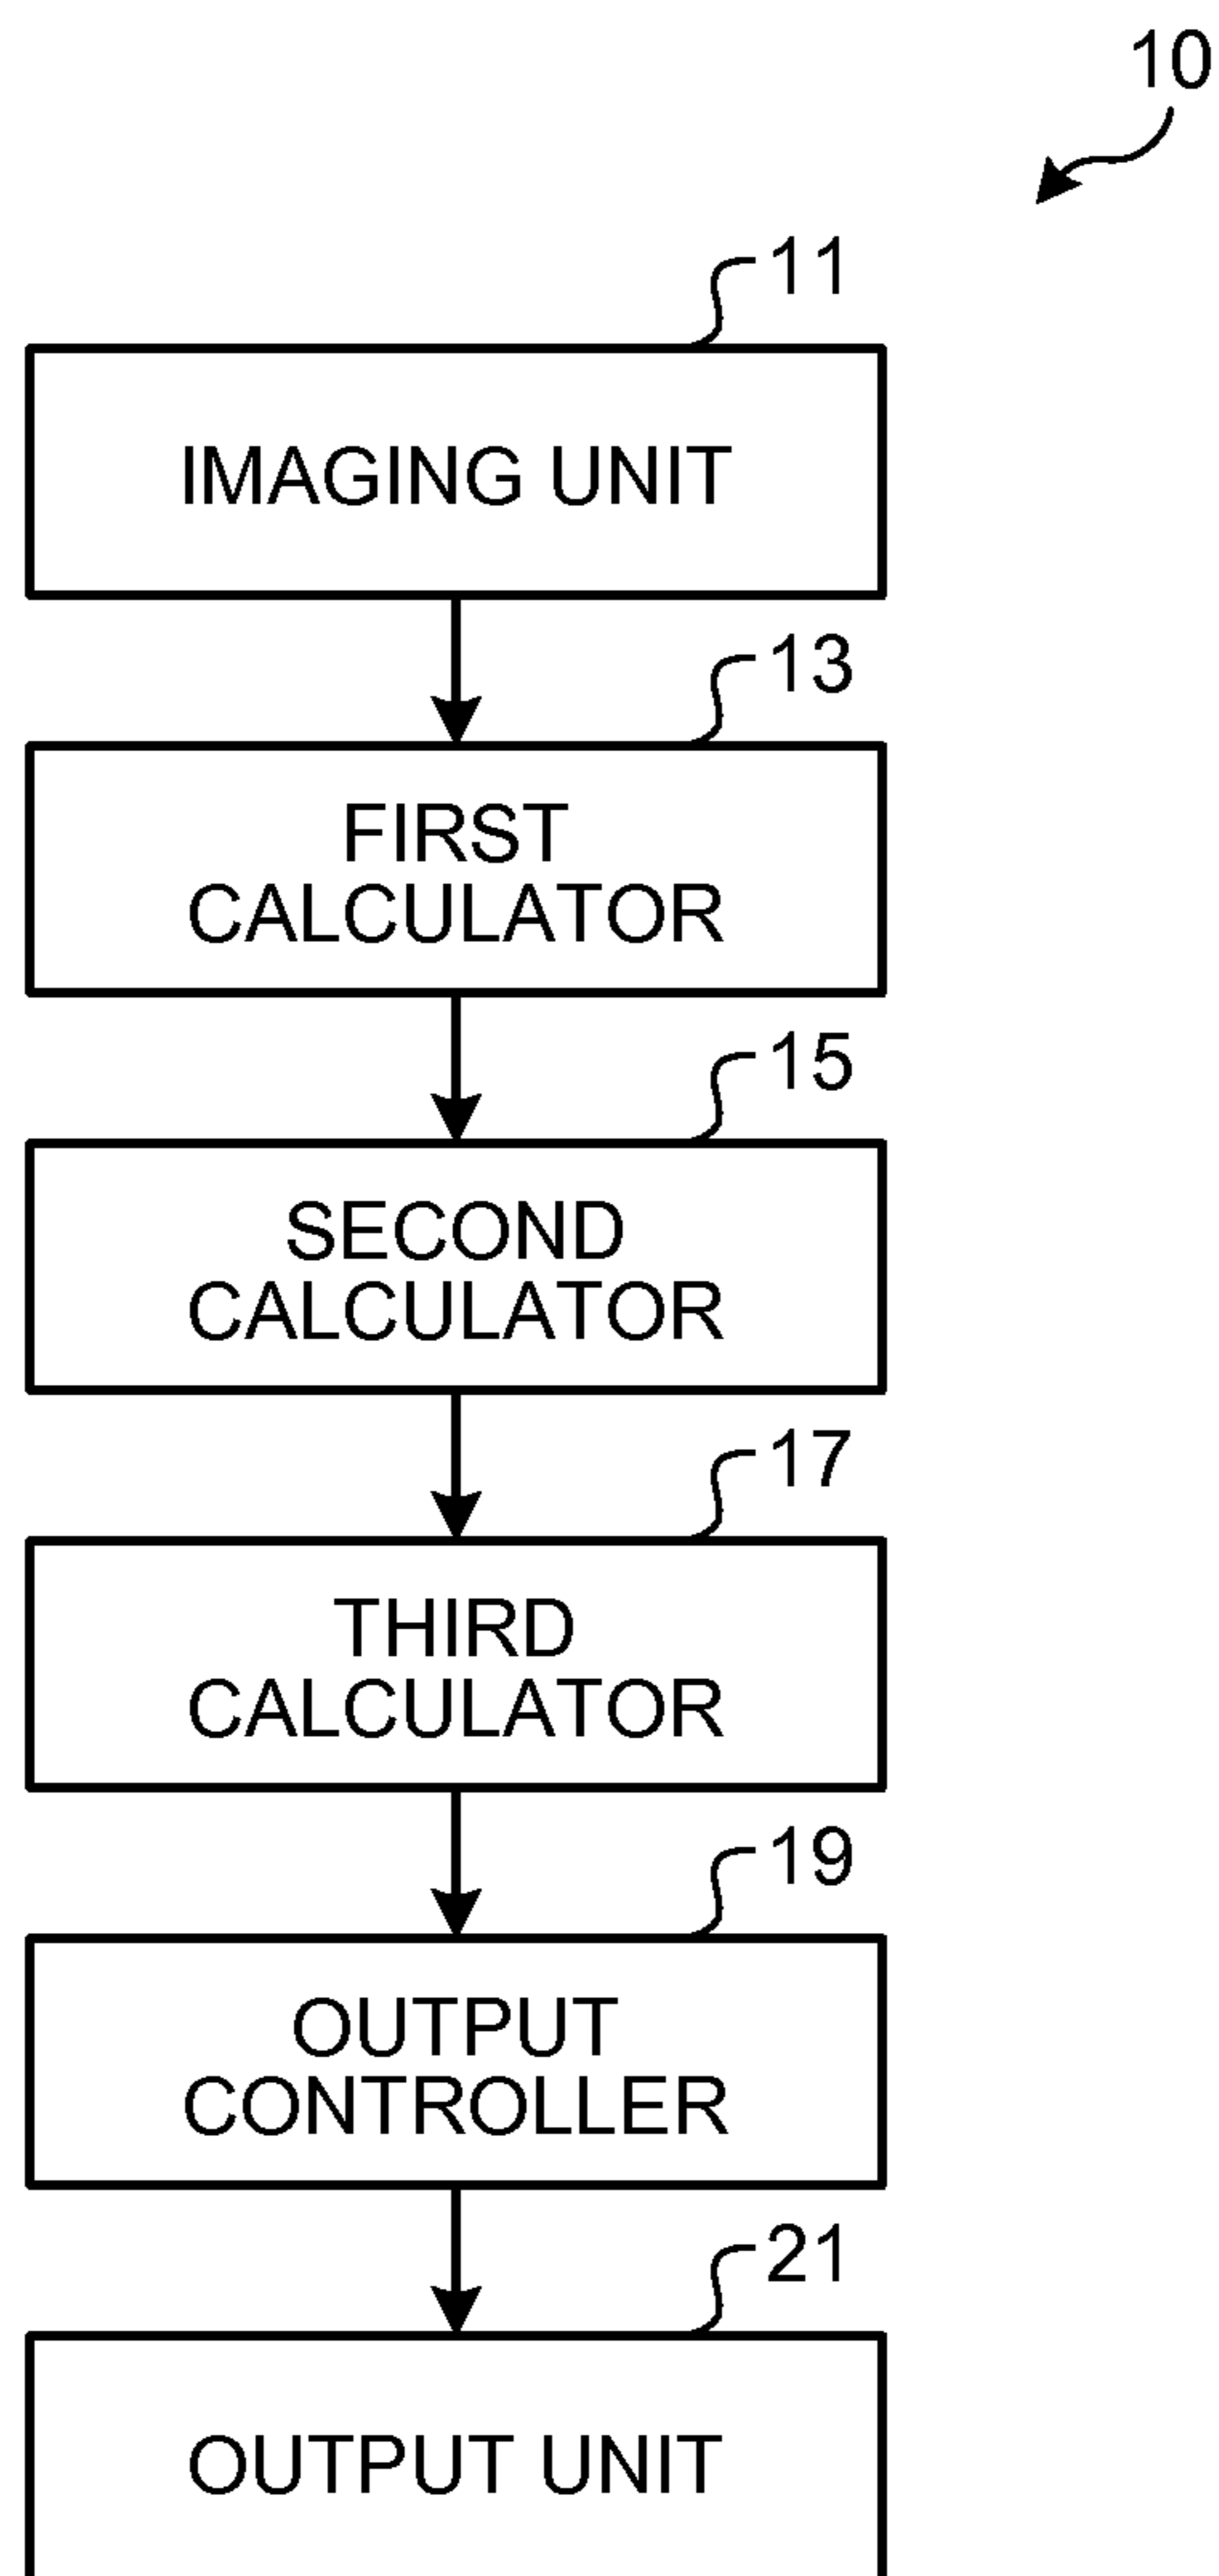 10
11
IMAGING UNIT
13
FIRST
CALCULATOR
15
SECOND
CALCULATOR
17
THIRD
CALCULATOR
19
OUTPUT
CONTROLLER
21
OUTPUT UNIT